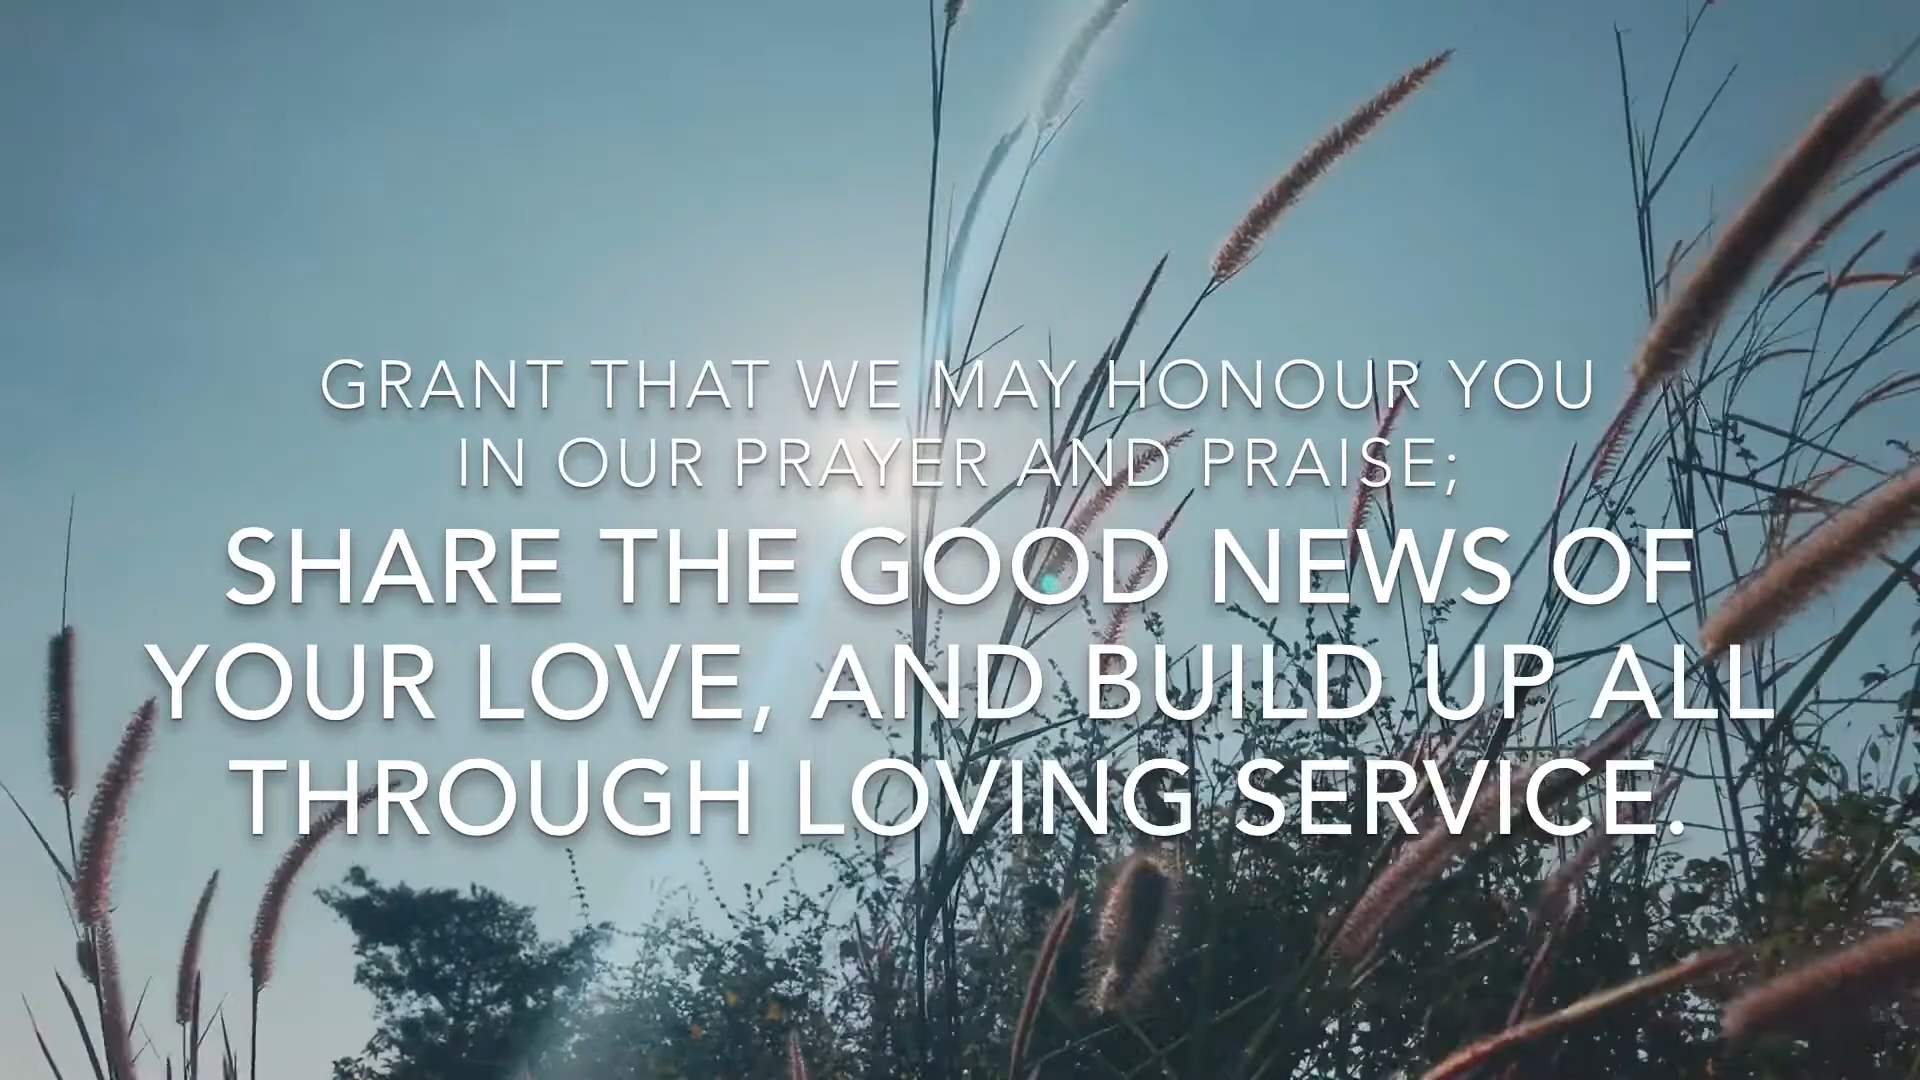 GRANT THAT WE MAY HONOUR YOU
IN OUR PRAYER AND PRAISE;
SHARE THE GOOD NEWS OF
YOUR LOVE, AND BUILD UP ALL
THROUGH LOVING SERVICE.